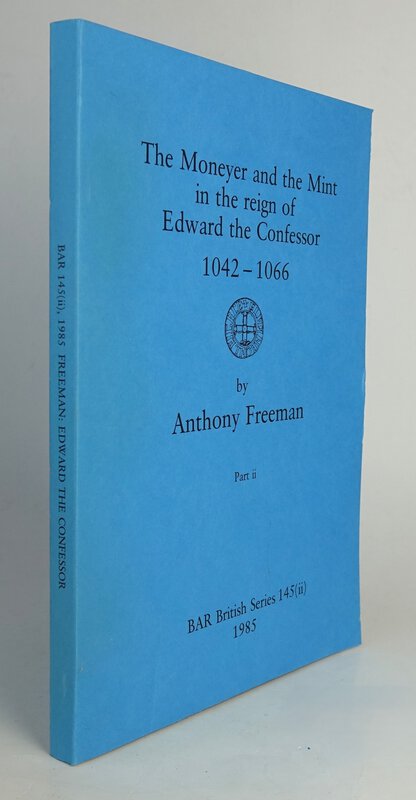 The Moneyer and the Mint
in the reign of
Edward the Confessor
1042 – 1066
by
Anthony Freeman
Part ii
BAR British Series 145(ii)
1985
BAR 145(ii), 1985 FREEMAN: EDWARD THE CONFESSOR